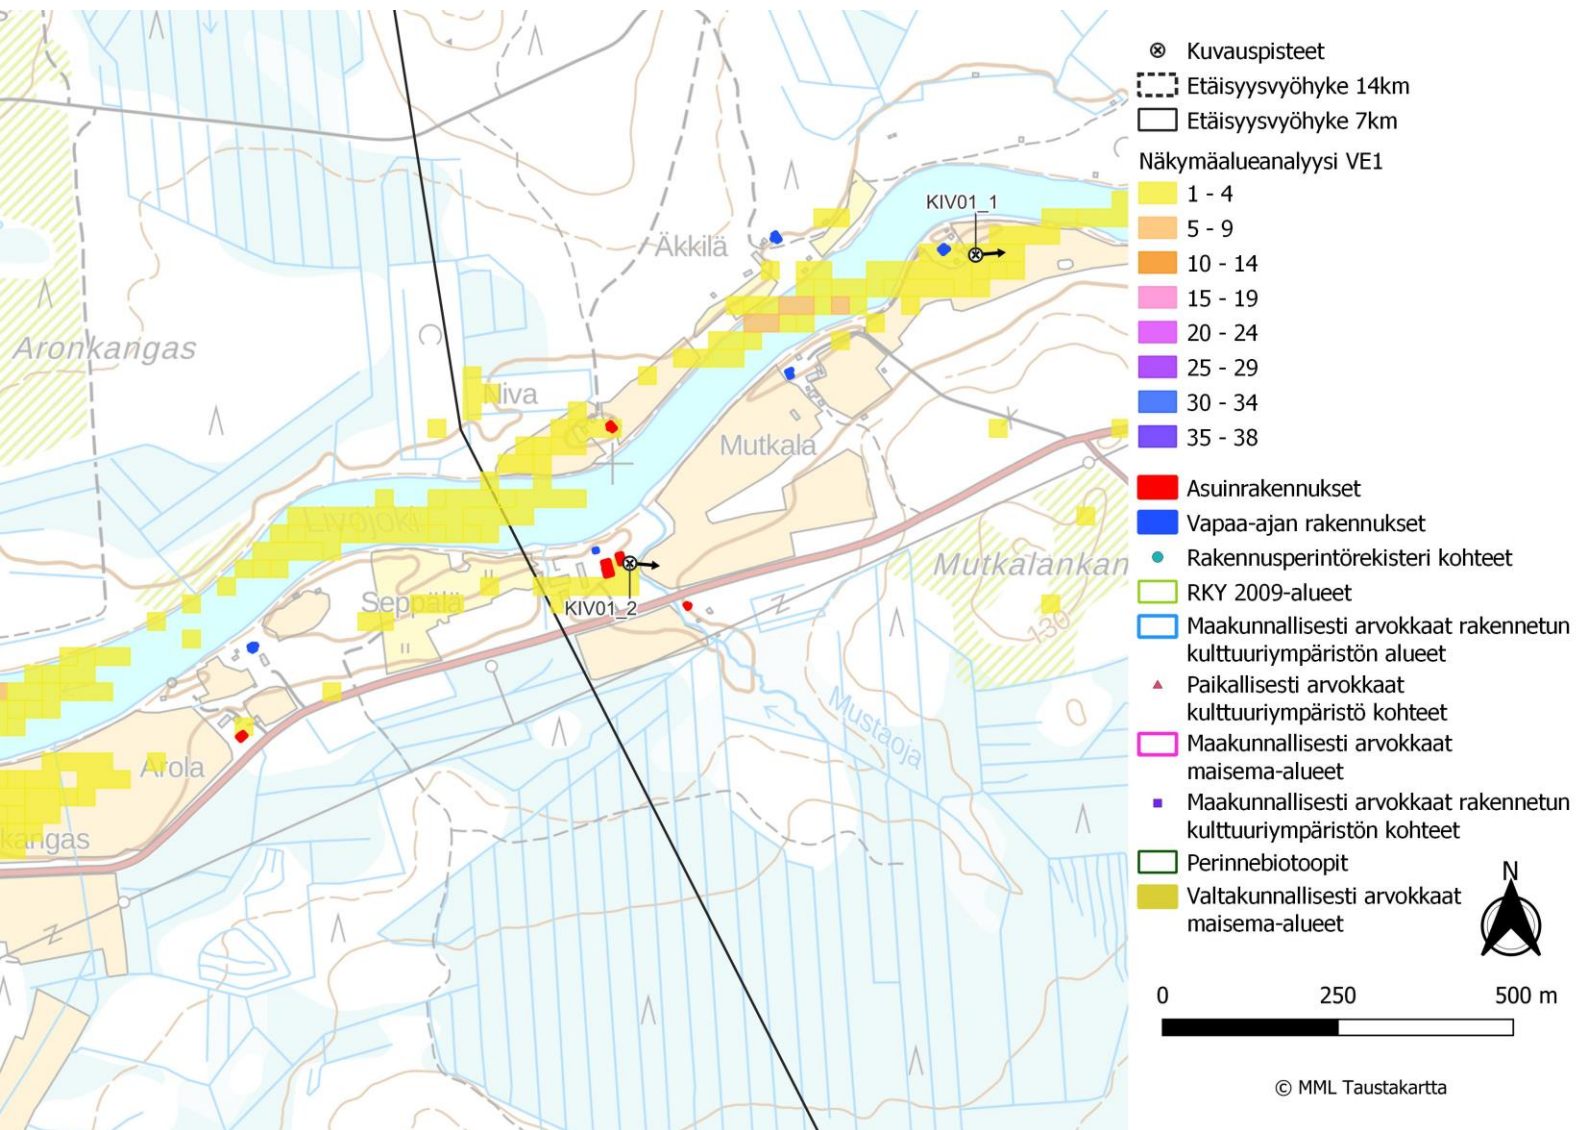 KIV01_1
Äkkilä
Aronkangas
Niva
Mutkala
Livojoki
Mutkalankan
Seppälä
KIV01_2
130
Mustaoja
Arola
kangas
Kuvauspisteet
Etäisyysvyöhyke 14km
Etäisyysvyöhyke 7km
Näkymäalueanalyysi VE1
1 - 4
5 - 9
10 - 14
15 - 19
20 - 24
25 - 29
30 - 34
35 - 38
Asuinrakennukset
Vapaa-ajan rakennukset
Rakennusperintörekisteri kohteet
RKY 2009-alueet
Maakunnallisesti arvokkaat rakennetun
kulttuuriympäristön alueet
Paikallisesti arvokkaat
kulttuuriympäristö kohteet
Maakunnallisesti arvokkaat
maisema-alueet
Maakunnallisesti arvokkaat rakennetun
kulttuuriympäristön kohteet
Perinnebiotoopit
Valtakunnallisesti arvokkaat
maisema-alueet
N
0 250 500 m
© MML Taustakartta